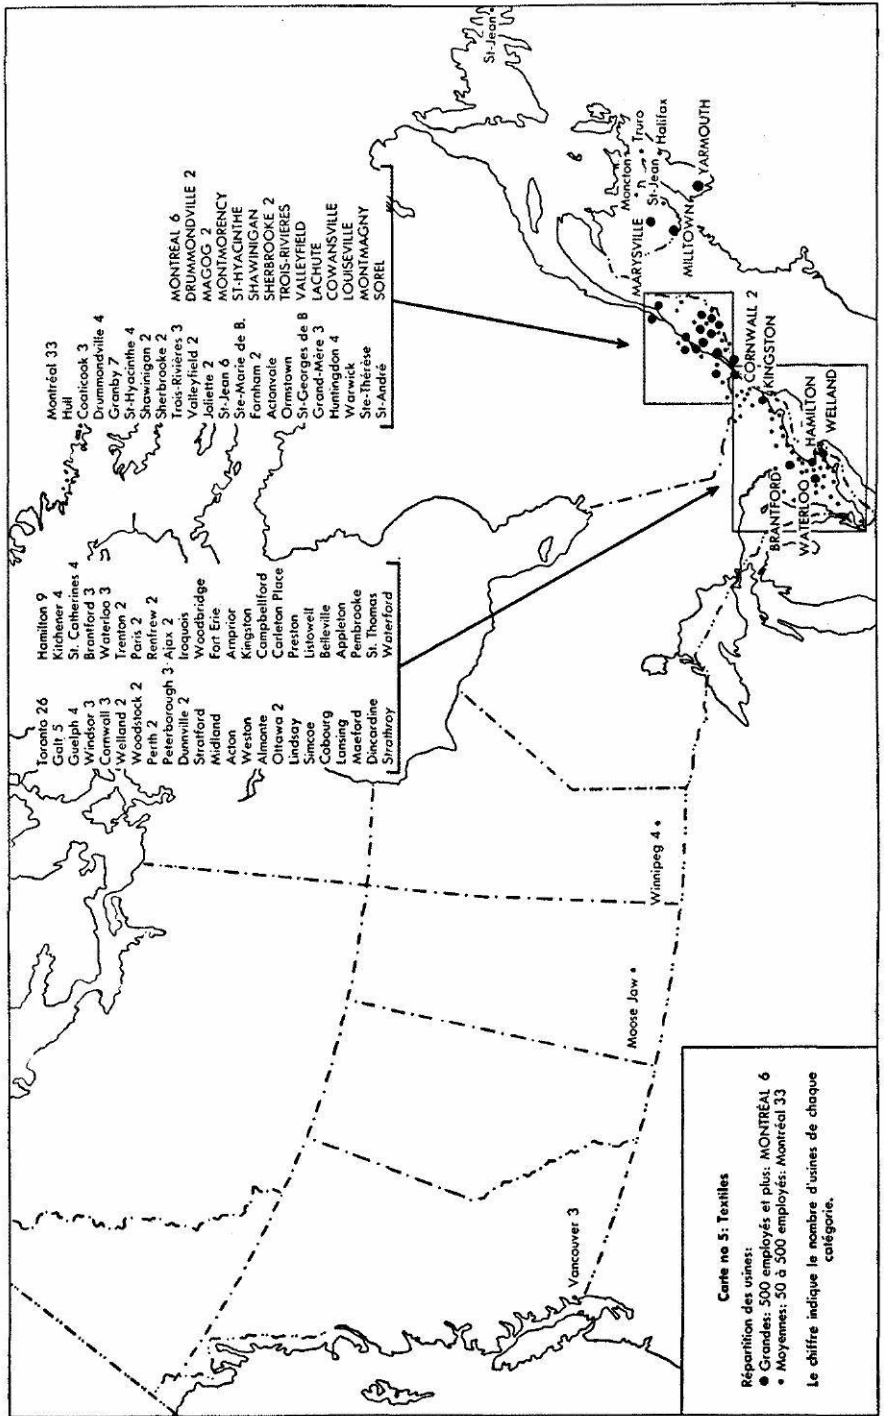 Toronto 26
Galt 5
Guelph 4
Windsor 3
Cornwall 3
Welland 2
Woodstock 2
Perth 2
Peterborough 3
Dunnville 2
Stratford
Midland
Acton
Weston
Almonte
Ottawa 2
Lindsay
Simcoe
Cobourg
Lansing
Maeford
Dincardine
Strathroy
Hamilton 9
Kitchener 4
St. Catherines 4
Brantford 3
Waterloo 3
Trenton 2
Paris 2
Renfrew 2
Ajax 2
Iroquois
Woodbridge
Fort Erie
Arnprior
Kingston
Campbellford
Carleton Place
Preston
Listowell
Belleville
Appleton
Pembrooke
St. Thomas
Waterford
Montréal 33
Hull
Coaticook 3
Drummondville 4
Granby 7
St-Hyacinthe 4
Shawinigan 2
Sherbrooke 2
Trois-Rivières 3
Valleyfield 2
Joliette 2
St-Jean 6
Ste-Marie de B.
Farnham 2
Actonvale
Ormstown
St-Georges de B
Grand-Mère 3
Huntingdon 4
Warwick
Ste-Thérèse
St-André
MONTRÉAL 6
DRUMMONDVILLE 2
MAGOG 2
MONTMORENCY
ST-HYACINTHE
SHAWINIGAN
SHERBROOKE 2
TROIS-RIVIERES
VALLEYFIELD
LACHUTE
COWANSVILLE
LOUISEVILLE
MONTMAGNY
SOREL
St-Jean
Moncton
Truro
St-Jean
Halifax
MARYSVILLE
MILLTOWN
YARMOUTH
CORNWALL 2
KINGSTON
HAMILTON
WELLAND
BRANTFORD
WATERLOO
Winnipeg 4
Moose Jaw
Vancouver 3
Carte no 5: Textiles
Répartition des usines:
● Grandes: 500 employés et plus: MONTRÉAL 6
• Moyennes: 50 à 500 employés: Montréal 33
Le chiffre indique le nombre d'usines de chaque
catégorie.